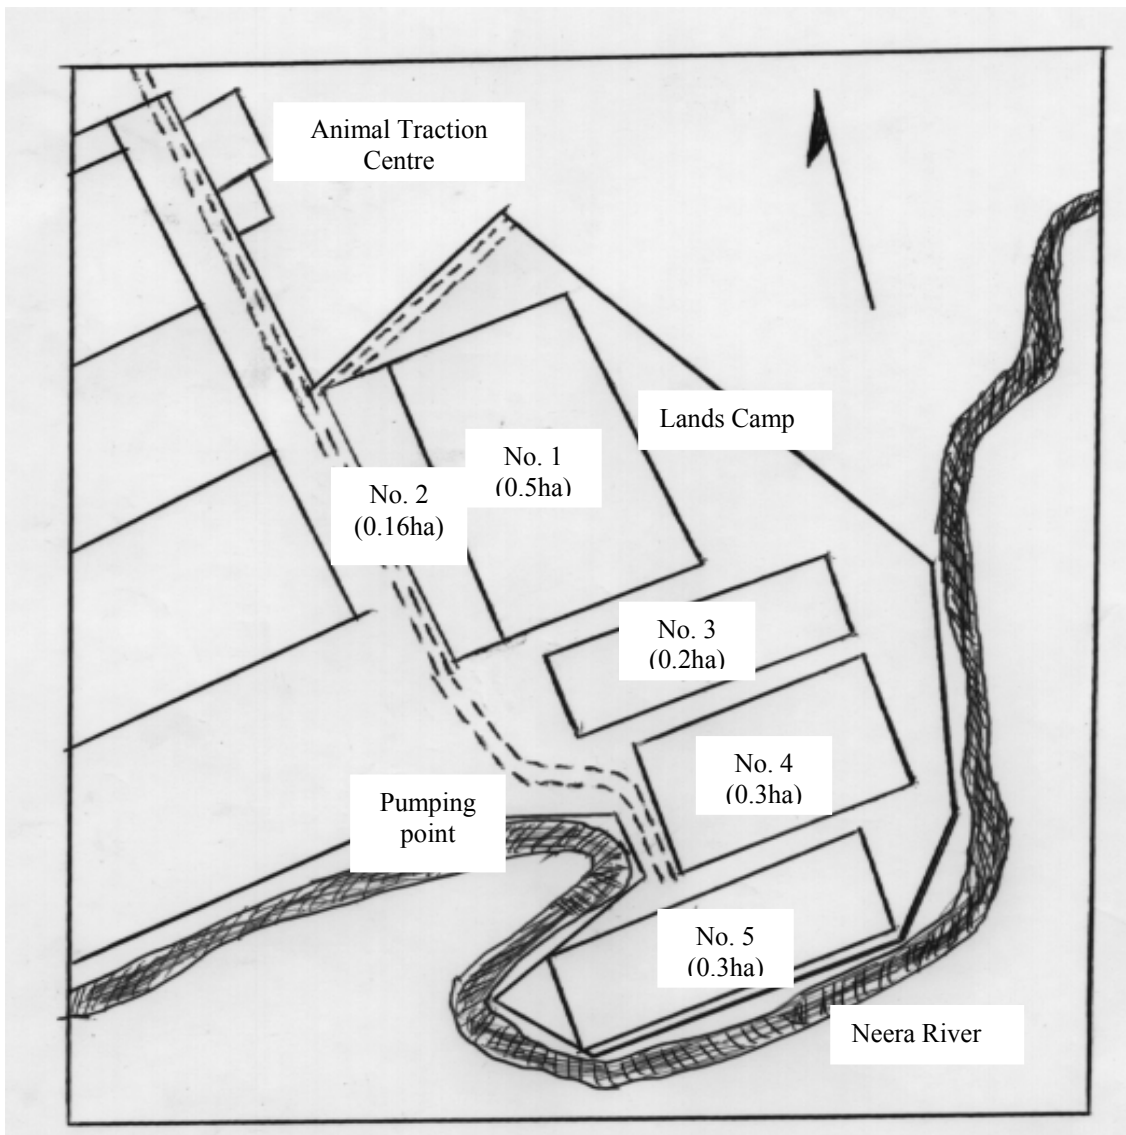 Animal Traction
Centre
Lands Camp
No. 1
(0.5ha)
No. 2
(0.16ha)
No. 3
(0.2ha)
No. 4
(0.3ha)
Pumping
point
No. 5
(0.3ha)
Neera River